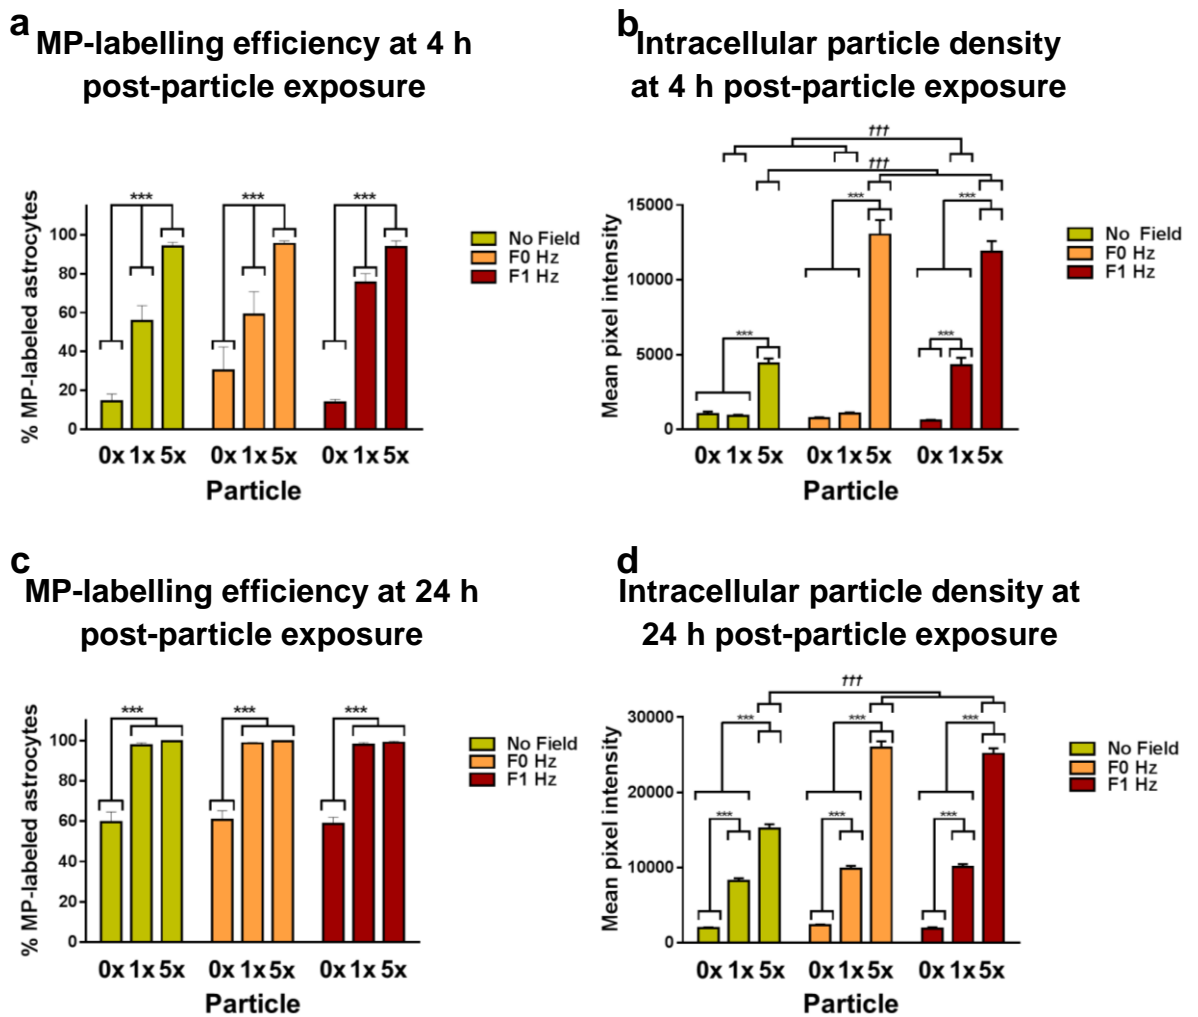 a
MP-labelling efficiency at 4 h
post-particle exposure
% MP-labeled astrocytes
100
80
60
40
20
0
***
***
***
0x 1x 5x
0x 1x 5x
0x 1x 5x
Particle
No Field
F0 Hz
F1 Hz
b
Intracellular particle density
at 4 h post-particle exposure
Mean pixel intensity
15000
10000
5000
0
†††
†††
***
***
***
***
0x 1x 5x
0x 1x 5x
0x 1x 5x
Particle
No Field
F0 Hz
F1 Hz
c
MP-labelling efficiency at 24 h
post-particle exposure
% MP-labeled astrocytes
100
80
60
40
20
0
***
***
***
0x 1x 5x
0x 1x 5x
0x 1x 5x
Particle
No Field
F0 Hz
F1 Hz
d
Intracellular particle density at
24 h post-particle exposure
Mean pixel intensity
30000
20000
10000
0
†††
***
***
***
***
***
***
0x 1x 5x
0x 1x 5x
0x 1x 5x
Particle
No Field
F0 Hz
F1 Hz